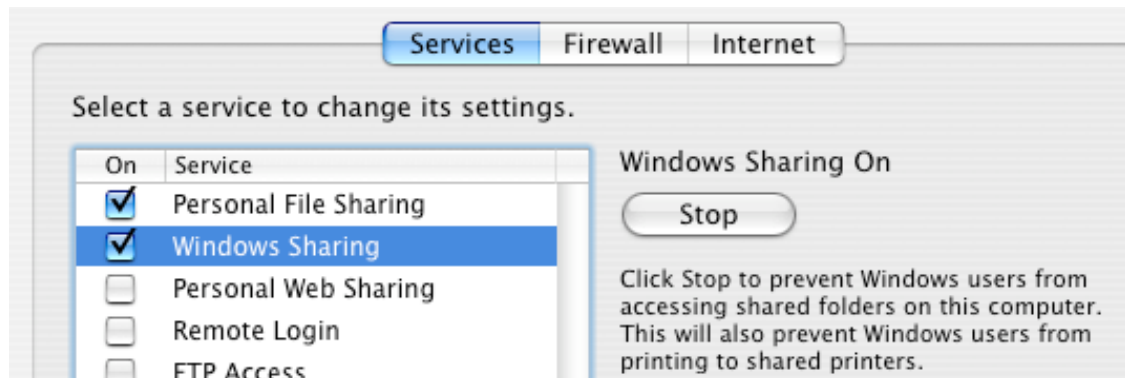 Services Firewall Internet
Select a service to change its settings.
On Service
Personal File Sharing
Windows Sharing
Personal Web Sharing
Remote Login
FTP Access
Windows Sharing On
Stop
Click Stop to prevent Windows users from
accessing shared folders on this computer.
This will also prevent Windows users from
printing to shared printers.